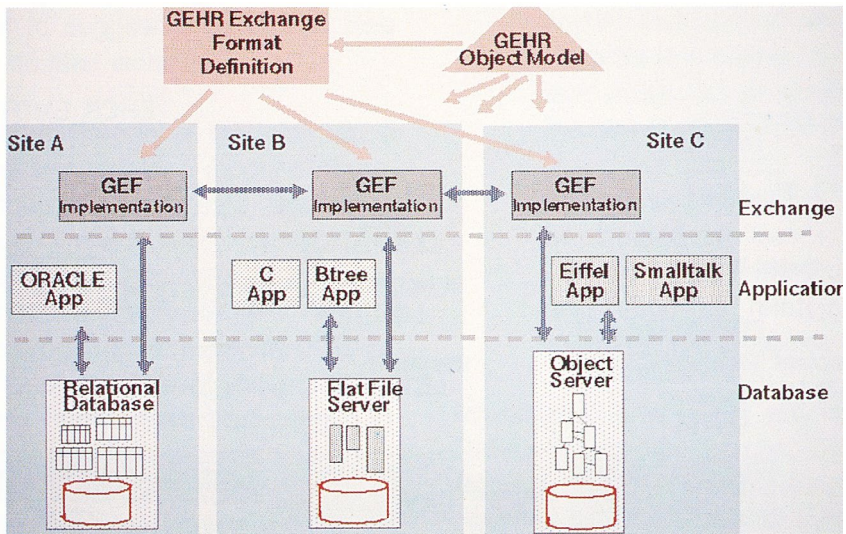 GEHR Exchange
Format
Definition
GEHR
Object Model
Site A
Site B
Site C
GEF
Implementation
GEF
Implementation
GEF
Implementation
Exchange
ORACLE
App
C
App
Btree
App
Eiffel
App
Smalltalk
App
Application
Relational
Database
Flat File
Server
Object
Server
Database